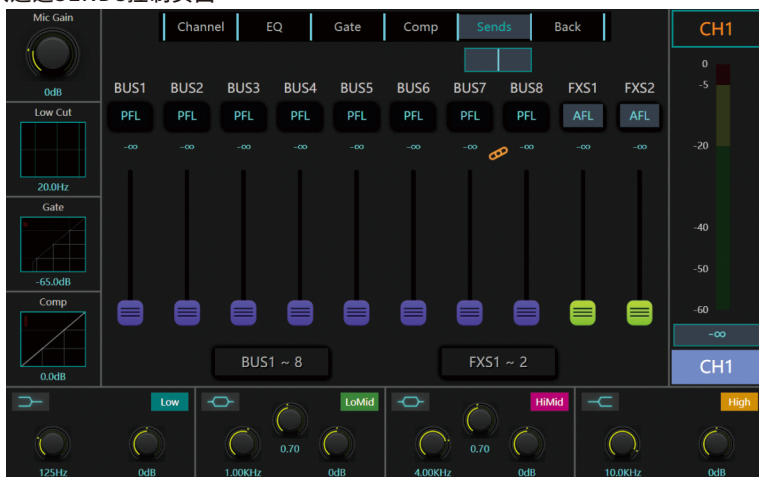 Mic Gain
0dB
Low Cut
20.0Hz
Gate
-65.0dB
Comp
0.0dB
Channel EQ Gate Comp Sends Back
BUS1 BUS2 BUS3 BUS4 BUS5 BUS6 BUS7 BUS8 FXS1 FXS2
PFL PFL PFL PFL PFL PFL PFL PFL AFL AFL
-∞ -∞ -∞ -∞ -∞ -∞ -∞ -∞ -∞ -∞
BUS1 ~ 8 FXS1 ~ 2
CH1
0
-5
-20
-40
-50
-60
-∞
CH1
Low LoMid HiMid High
0.70 0.70
125Hz 0dB 1.00KHz 0dB 4.00KHz 0dB 10.0KHz 0dB